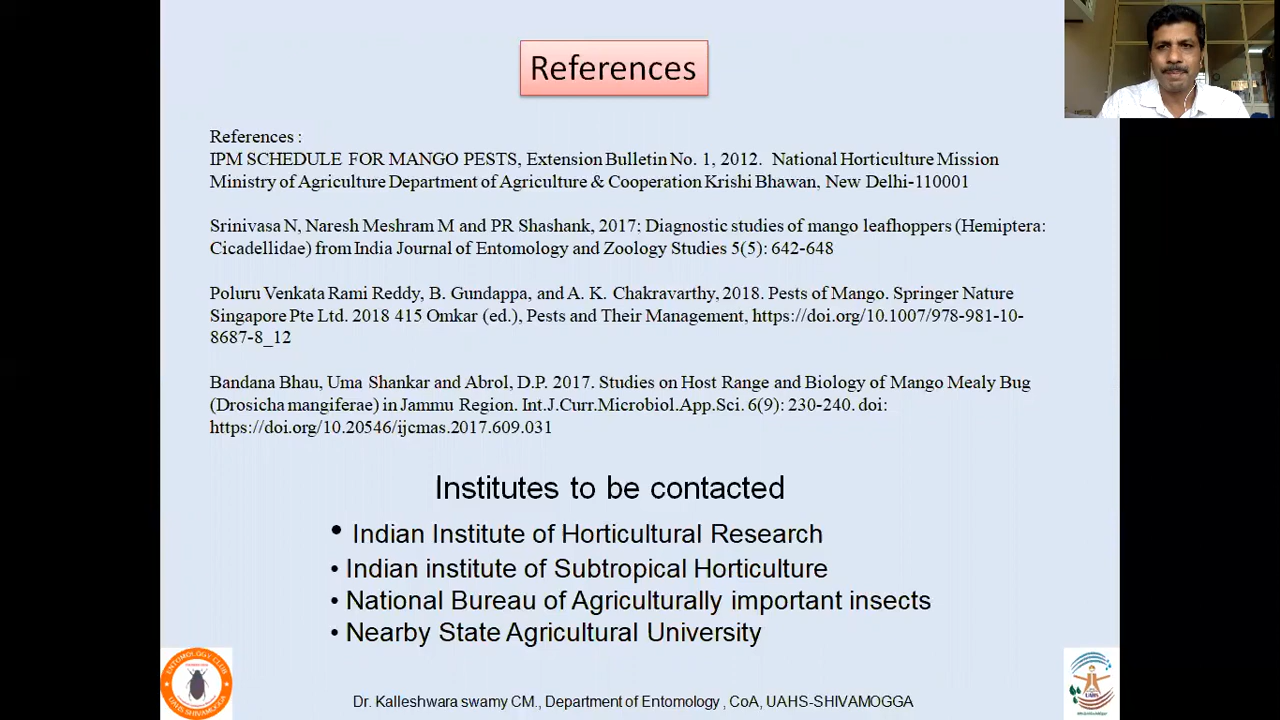 References
References :
IPM SCHEDULE FOR MANGO PESTS, Extension Bulletin No. 1, 2012.  National Horticulture Mission
Ministry of Agriculture Department of Agriculture & Cooperation Krishi Bhawan, New Delhi-110001
Srinivasa N, Naresh Meshram M and PR Shashank, 2017: Diagnostic studies of mango leafhoppers (Hemiptera:
Cicadellidae) from India Journal of Entomology and Zoology Studies 5(5): 642-648
Poluru Venkata Rami Reddy, B. Gundappa, and A. K. Chakravarthy, 2018. Pests of Mango. Springer Nature
Singapore Pte Ltd. 2018 415 Omkar (ed.), Pests and Their Management, https://doi.org/10.1007/978-981-10-
8687-8_12
Bandana Bhau, Uma Shankar and Abrol, D.P. 2017. Studies on Host Range and Biology of Mango Mealy Bug
(Drosicha mangiferae) in Jammu Region. Int.J.Curr.Microbiol.App.Sci. 6(9): 230-240. doi:
https://doi.org/10.20546/ijcmas.2017.609.031
Institutes to be contacted
• Indian Institute of Horticultural Research
• Indian institute of Subtropical Horticulture
• National Bureau of Agriculturally important insects
• Nearby State Agricultural University
ENTOMOLOGY CLUB
UAHS SHIVAMOGGA
UAHS
Dr. Kalleshwara swamy CM., Department of Entomology , CoA, UAHS-SHIVAMOGGA